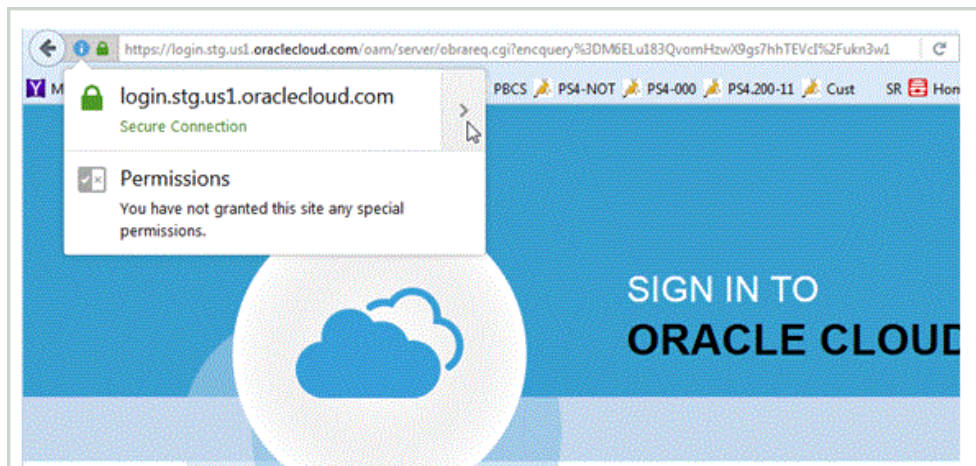 https://login.stg.us1.oraclecloud.com/oam/server/obrareq.cgi?encquery%3DM6ELu183QvomHzwX9gs7hhTEVcI%2Fukn3w1
M
PBCS PS4-NOT PS4-000 PS4.200-11 Cust SR Hon
login.stg.us1.oraclecloud.com
Secure Connection
Permissions
You have not granted this site any special
permissions.
SIGN IN TO
ORACLE CLOUD